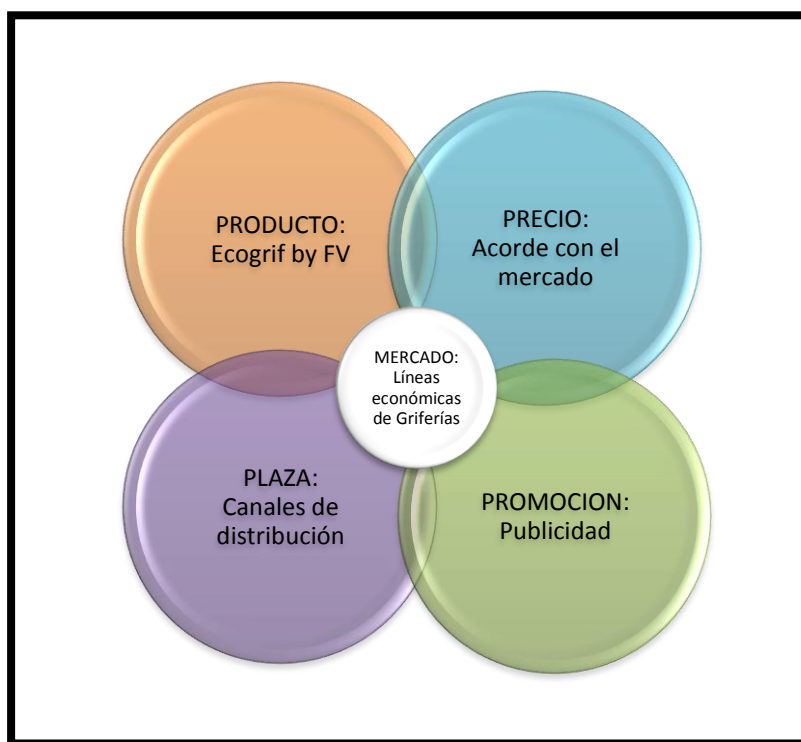 PRODUCTO:
Ecogrif by FV
PRECIO:
Acorde con el
mercado
MERCADO:
Líneas
económicas
de Griferías
PLAZA:
Canales de
distribución
PROMOCION:
Publicidad